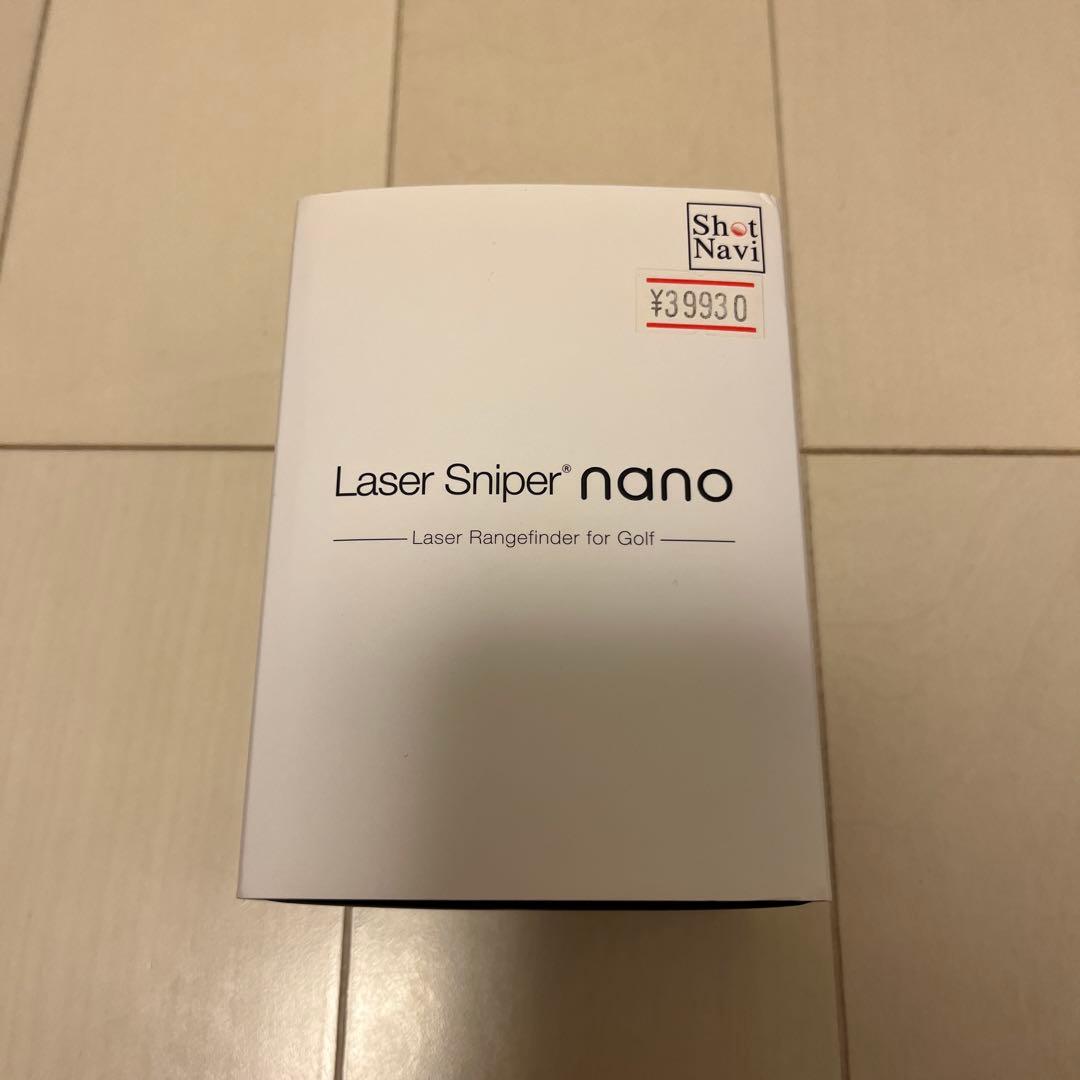 Shot
Navi
¥39930
Laser Sniper® nano
Laser Rangefinder for Golf